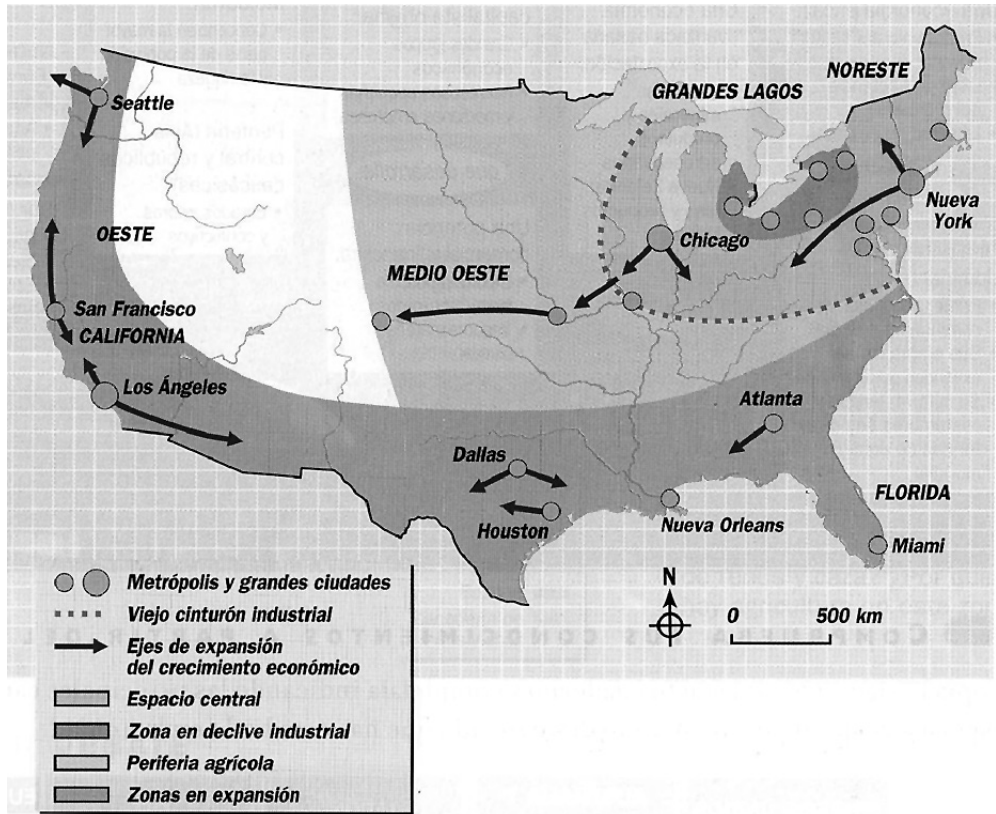 NORESTE
GRANDES LAGOS
Seattle
Nueva
York
OESTE
Chicago
MEDIO OESTE
San Francisco
CALIFORNIA
Los Ángeles
Atlanta
Dallas
FLORIDA
Houston
Nueva Orleans
Miami
N
0 500 km
Metrópolis y grandes ciudades
Viejo cinturón industrial
Ejes de expansión
del crecimiento económico
Espacio central
Zona en declive industrial
Periferia agrícola
Zonas en expansión